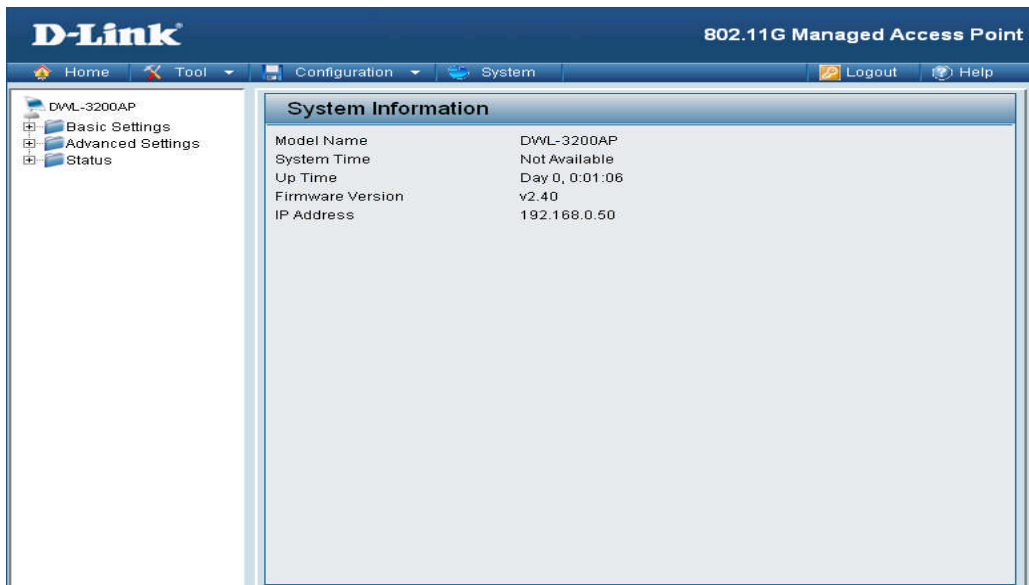 D-Link
802.11G Managed Access Point
Home Tool Configuration System Logout Help
DWL-3200AP
Basic Settings
Advanced Settings
Status
System Information
Model Name DWL-3200AP
System Time Not Available
Up Time Day 0, 0:01:06
Firmware Version v2.40
IP Address 192.168.0.50